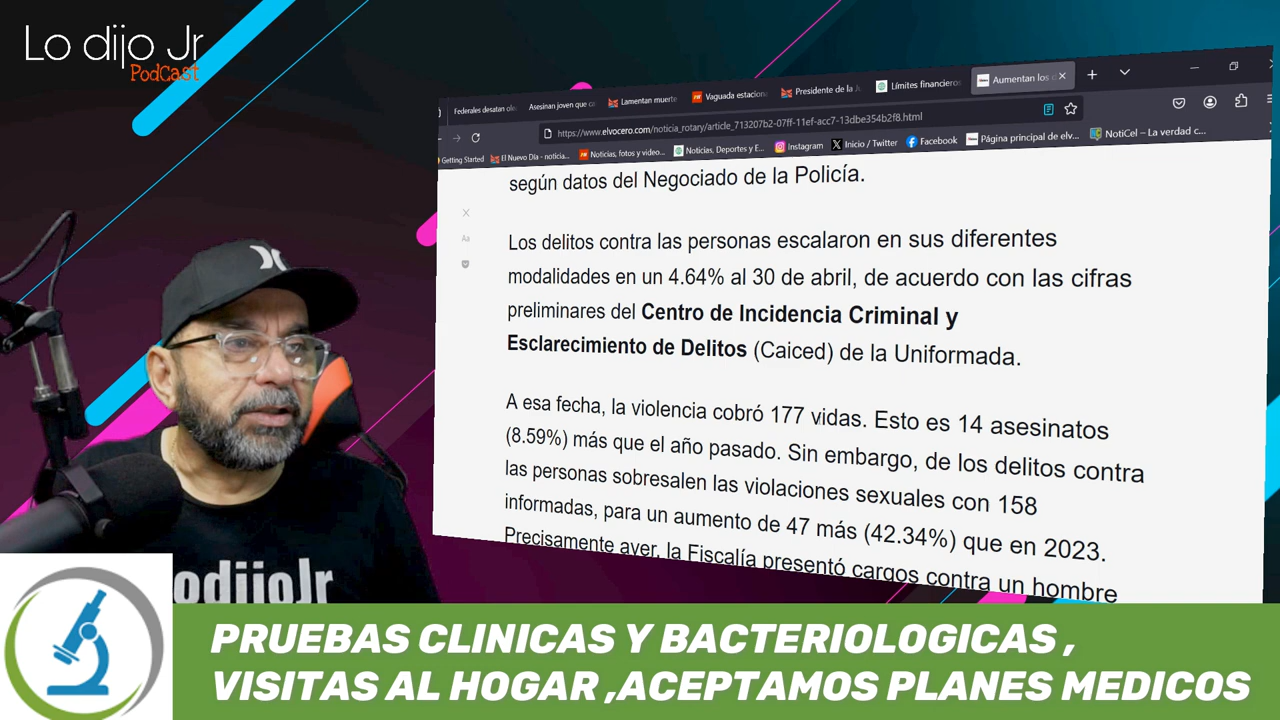 Lo dijo Jr
PodCast
Federales desatan ole
Asesinan joven que ca
Lamentan muerte
Vaguada estaciona
Presidente de la Ju
Límites financieros
Aumentan los d
https://www.elvocero.com/noticia_rotary/article_713207b2-07ff-11ef-acc7-13dbe354b2f8.html
Getting Started
El Nuevo Día - noticia...
Noticias, fotos y video...
Noticias, Deportes y E...
Instagram
Inicio / Twitter
Facebook
Página principal de elv...
NotiCel – La verdad c...
según datos del Negociado de la Policía.
Los delitos contra las personas escalaron en sus diferentes
modalidades en un 4.64% al 30 de abril, de acuerdo con las cifras
preliminares del Centro de Incidencia Criminal y
Esclarecimiento de Delitos (Caiced) de la Uniformada.
A esa fecha, la violencia cobró 177 vidas. Esto es 14 asesinatos
(8.59%) más que el año pasado. Sin embargo, de los delitos contra
las personas sobresalen las violaciones sexuales con 158
informadas, para un aumento de 47 más (42.34%) que en 2023.
Precisamente ayer, la Fiscalía presentó cargos contra un hombre
Aa
lodijoJr
PRUEBAS CLINICAS Y BACTERIOLOGICAS ,
VISITAS AL HOGAR ,ACEPTAMOS PLANES MEDICOS